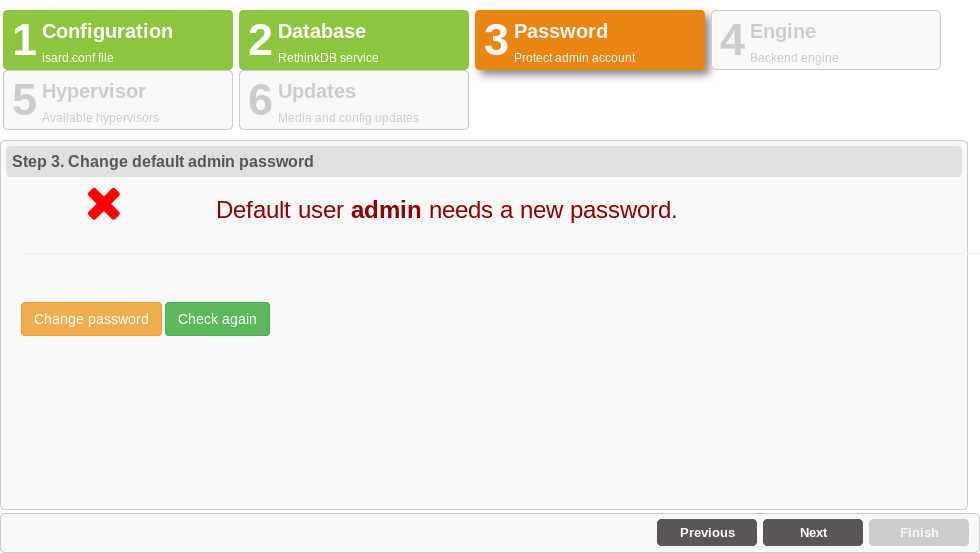 1 Configuration
isard.conf file
2 Database
RethinkDB service
3 Password
Protect admin account
4 Engine
Backend engine
5 Hypervisor
Available hypervisors
6 Updates
Media and config updates
Step 3. Change default admin password
Default user admin needs a new password.
Change password
Check again
Previous
Next
Finish